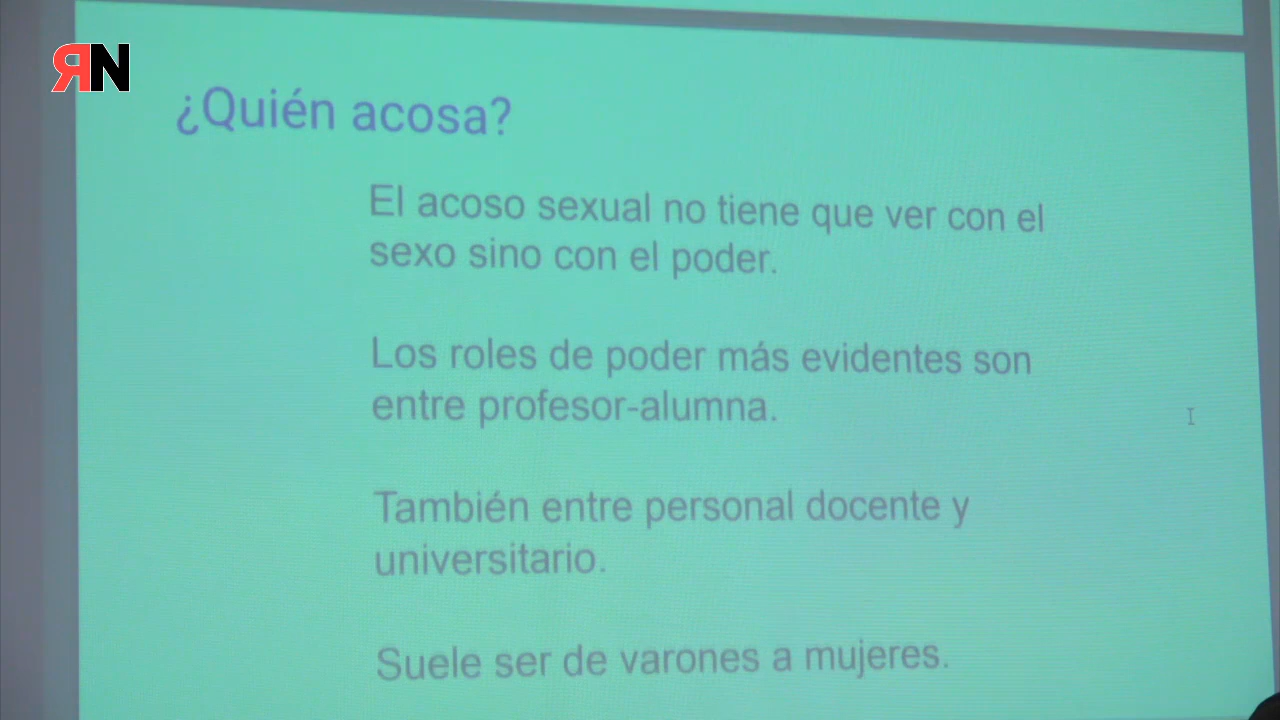 RN
¿Quién acosa?
El acoso sexual no tiene que ver con el
sexo sino con el poder.
Los roles de poder más evidentes son
entre profesor-alumna.
También entre personal docente y
universitario.
Suele ser de varones a mujeres.